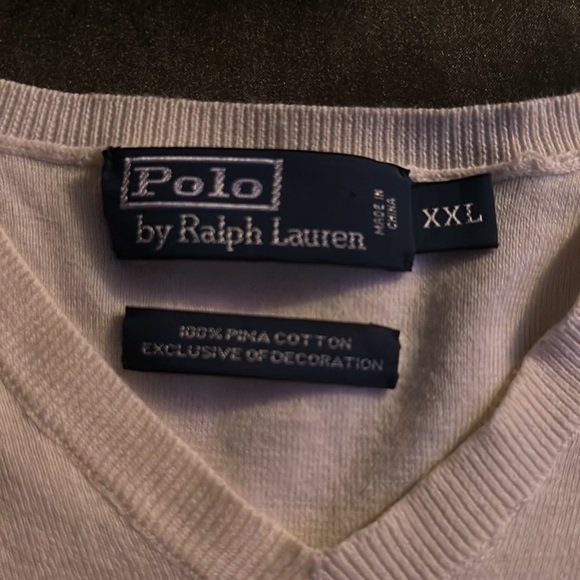 Polo
by Ralph Lauren
MADE IN
CHINA
XXL
100% PIMA COTTON
EXCLUSIVE OF DECORATION